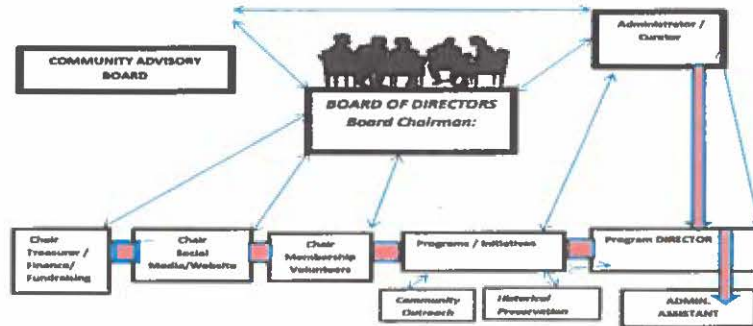 Administrator /
Curator
COMMUNITY ADVISORY
BOARD
BOARD OF DIRECTORS
Board Chairman:
Chair
Treasurer /
Finance/
Fundraising
Chair
Social
Media/Website
Chair
Membership
Volunteers
Programs / Initiatives
Program DIRECTOR
Community
Outreach
Historical
Preservation
ADMIN.
ASSISTANT